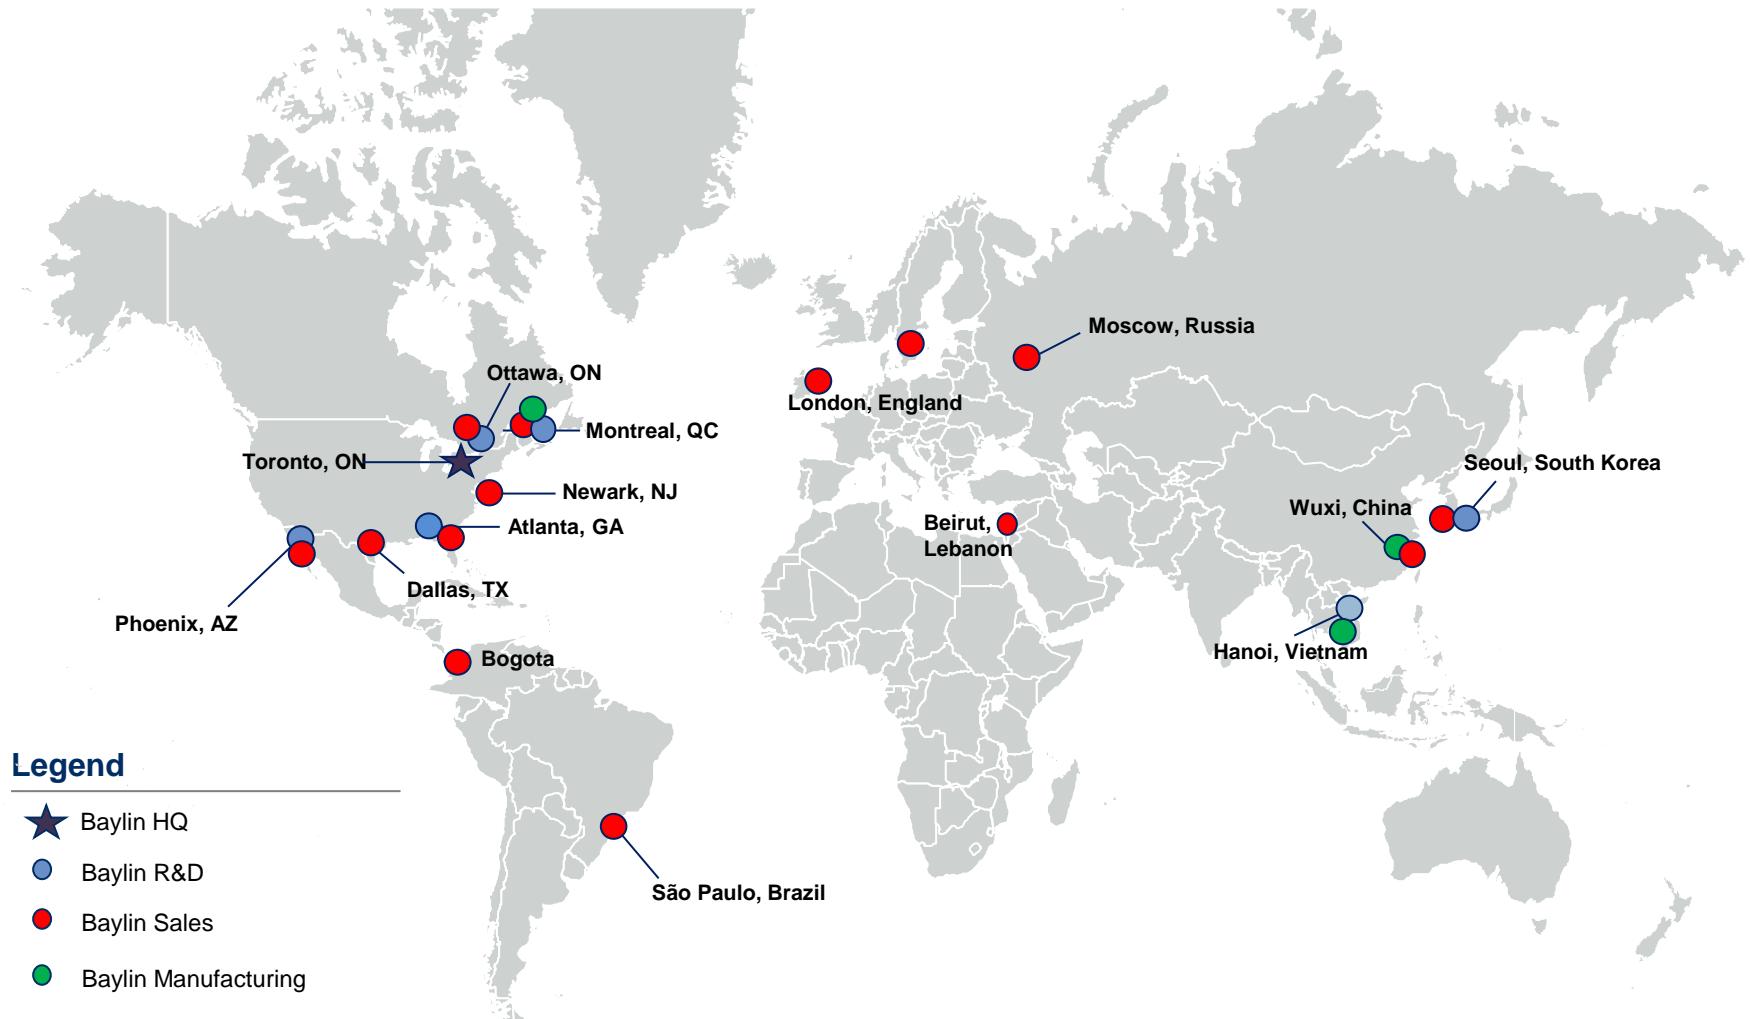 Moscow, Russia
Ottawa, ON
London, England
Montreal, QC
Toronto, ON
Seoul, South Korea
Newark, NJ
Wuxi, China
Atlanta, GA
Beirut,
Lebanon
Dallas, TX
Phoenix, AZ
Hanoi, Vietnam
Bogota
Legend
Baylin HQ
Baylin R&D
São Paulo, Brazil
Baylin Sales
Baylin Manufacturing